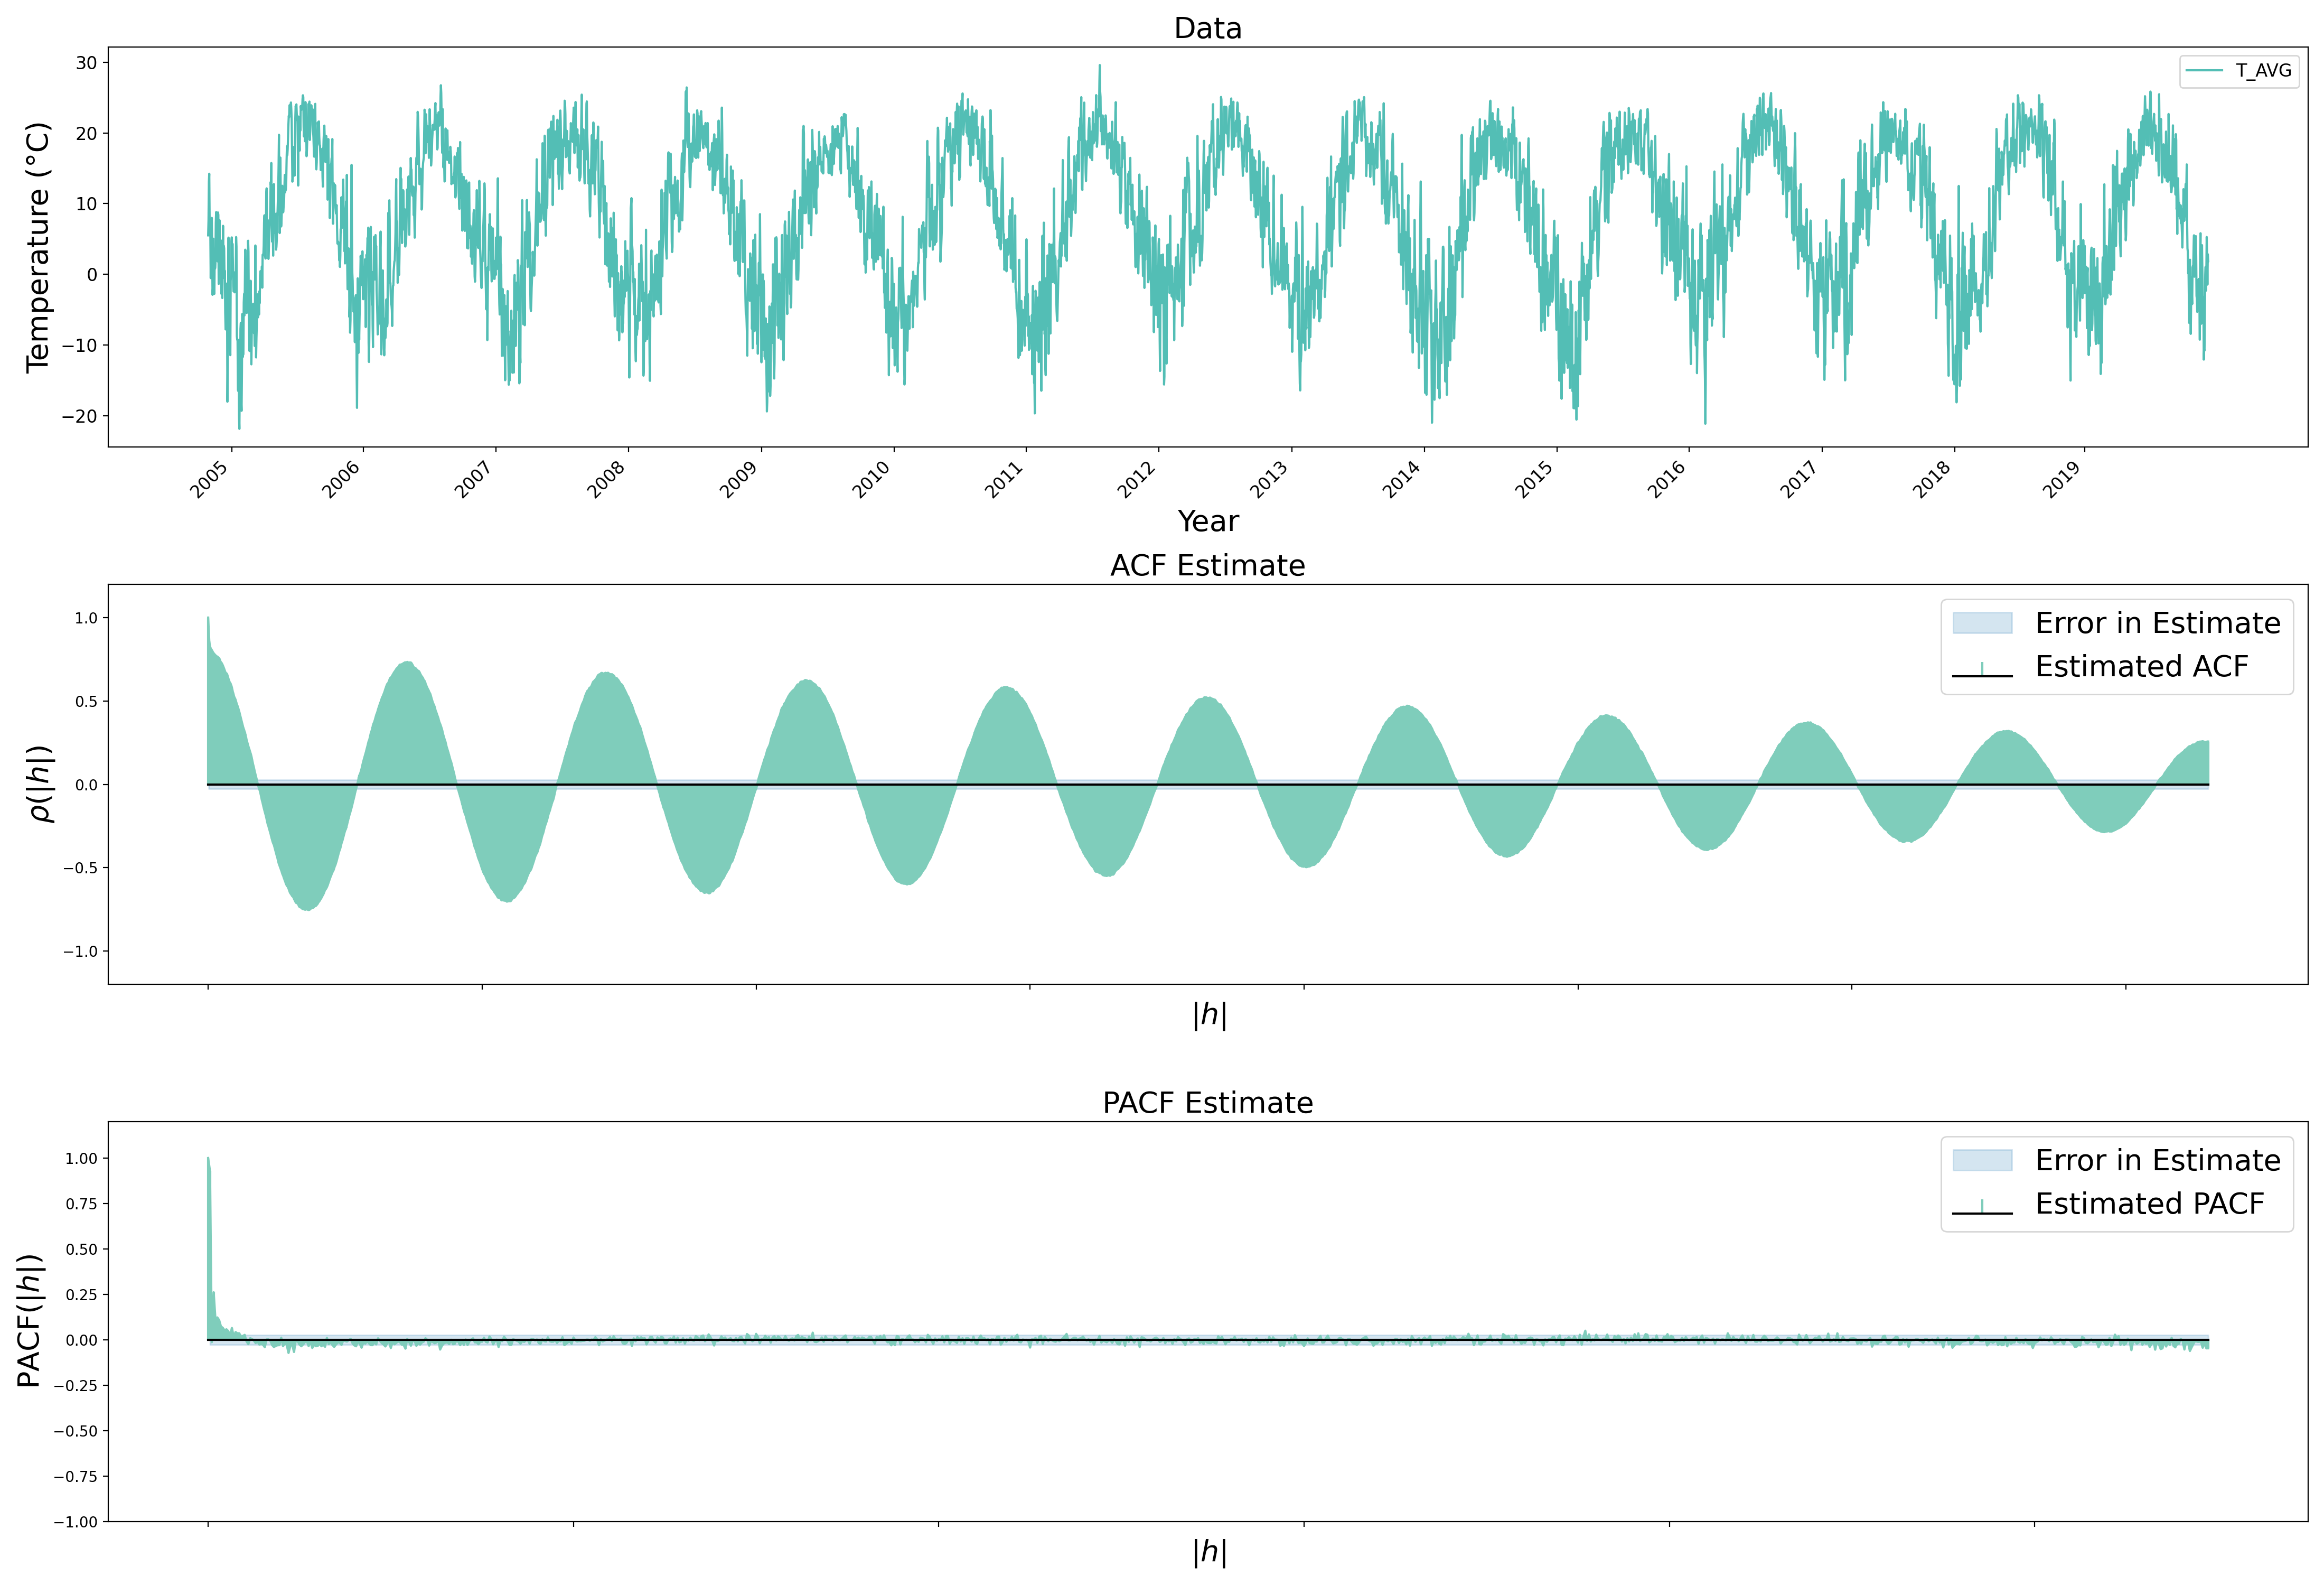 Data
30
20
10
0
−10
−20
Temperature (°C)
T_AVG
2005
2006
2007
2008
2009
2010
2011
2012
2013
2014
2015
2016
2017
2018
2019
Year
ACF Estimate
1.0
0.5
0.0
−0.5
−1.0
ρ(|h|)
Error in Estimate
Estimated ACF
|h|
PACF Estimate
1.00
0.75
0.50
0.25
0.00
−0.25
−0.50
−0.75
−1.00
PACF(|h|)
Error in Estimate
Estimated PACF
|h|